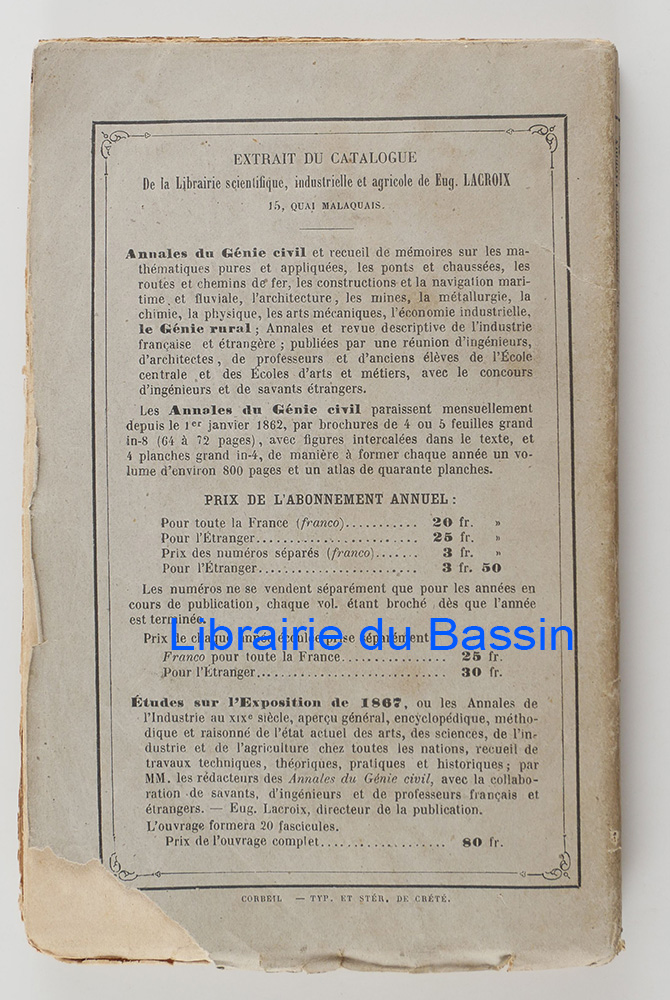 EXTRAIT DU CATALOGUE
De la Librairie scientifique, industrielle et agricole de Eug. LACROIX
15, QUAI MALAQUAIS.
Annales du Génie civil et recueil de mémoires sur les ma-
thématiques pures et appliquées, les ponts et chaussées, les
routes et chemins de fer, les constructions et la navigation mari-
time et fluviale, l'architecture, les mines, la métallurgie, la
chimie, la physique, les arts mécaniques, l'économie industrielle,
le Génie rural ; Annales et revue descriptive de l'industrie
française et étrangère ; publiées par une réunion d'ingénieurs,
d'architectes, de professeurs et d'anciens élèves de l'École
centrale et des Écoles d'arts et métiers, avec le concours
d'ingénieurs et de savants étrangers.
Les Annales du Génie civil paraissent mensuellement
depuis le 1er janvier 1862, par brochures de 4 ou 5 feuilles grand
in-8 (64 à 72 pages), avec figures intercalées dans le texte, et
4 planches grand in-4, de manière à former chaque année un vo-
lume d'environ 800 pages et un atlas de quarante planches.
PRIX DE L'ABONNEMENT ANNUEL :
Pour toute la France (franco)........... 20 fr. »
Pour l'Étranger........................ 25 fr. »
Prix des numéros séparés (franco)....... 3 fr. »
Pour l'Étranger........................ 3 fr. 50
Les numéros ne se vendent séparément que pour les années en
cours de publication, chaque vol. étant broché dès que l'année
est terminée.
Prix de chaque année écoulée prise séparément
Librairie du Bassin
Franco pour toute la France............... 25 fr.
Pour l'Étranger........................... 30 fr.
Études sur l'Exposition de 1867, ou les Annales de
l'Industrie au XIXe siècle, aperçu général, encyclopédique, métho-
dique et raisonné de l'état actuel des arts, des sciences, de l'in-
dustrie et de l'agriculture chez toutes les nations, recueil de
travaux techniques, théoriques, pratiques et historiques ; par
MM. les rédacteurs des Annales du Génie civil, avec la collabo-
ration de savants, d'ingénieurs et de professeurs français et
étrangers. — Eug. Lacroix, directeur de la publication.
L'ouvrage formera 20 fascicules.
Prix de l'ouvrage complet................... 80 fr.
CORBEIL — TYP. ET STÉR. DE CRÉTÉ.